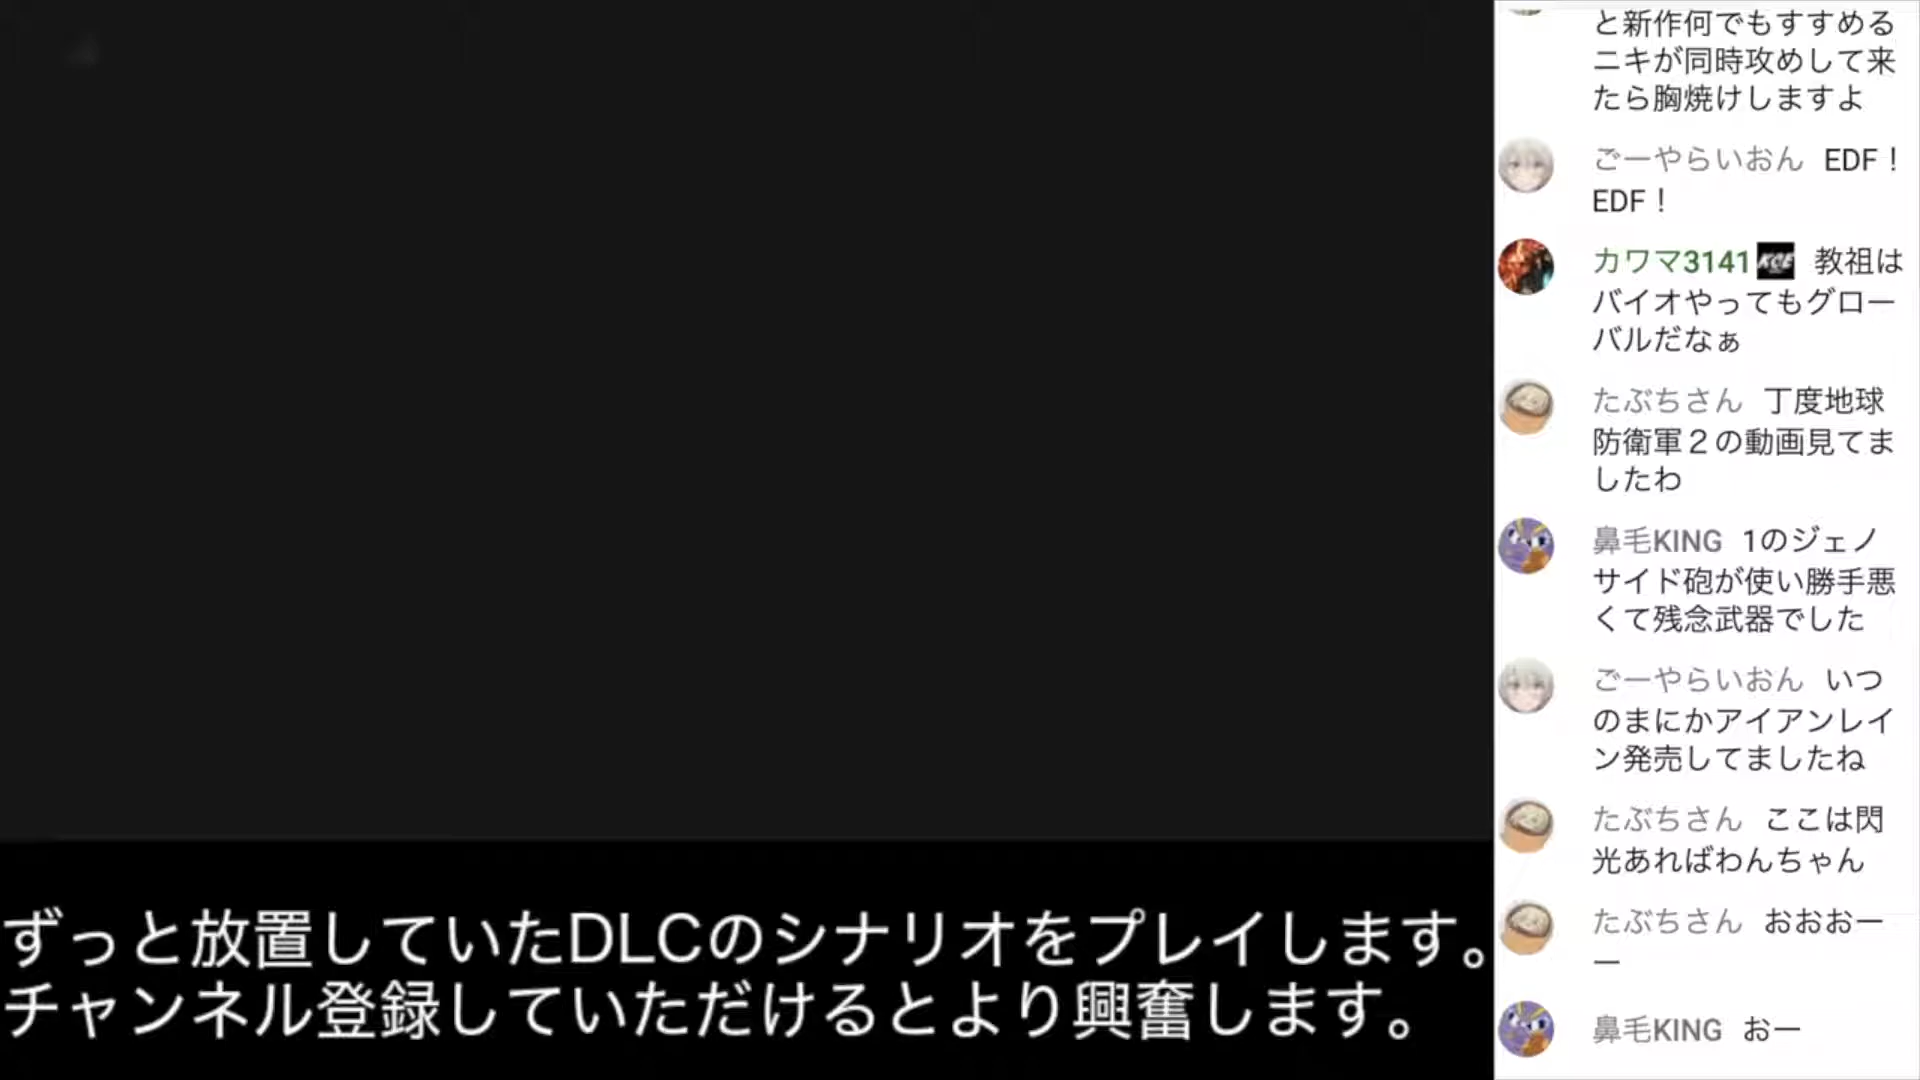 ずっと放置していたDLCのシナリオをプレイします。
チャンネル登録していただけるとより興奮します。
と新作何でもすすめる
ニキが同時攻めして来
たら胸焼けしますよ
ごーやらいおん EDF！
EDF！
カワマ3141 KCE 教祖は
バイオやってもグロー
バルだなぁ
たぶちさん 丁度地球
防衛軍２の動画見てま
したわ
鼻毛KING 1のジェノ
サイド砲が使い勝手悪
くて残念武器でした
ごーやらいおん いつ
のまにかアイアンレイ
ン発売してましたね
たぶちさん ここは閃
光あればわんちゃん
たぶちさん おおおー
ー
鼻毛KING おー